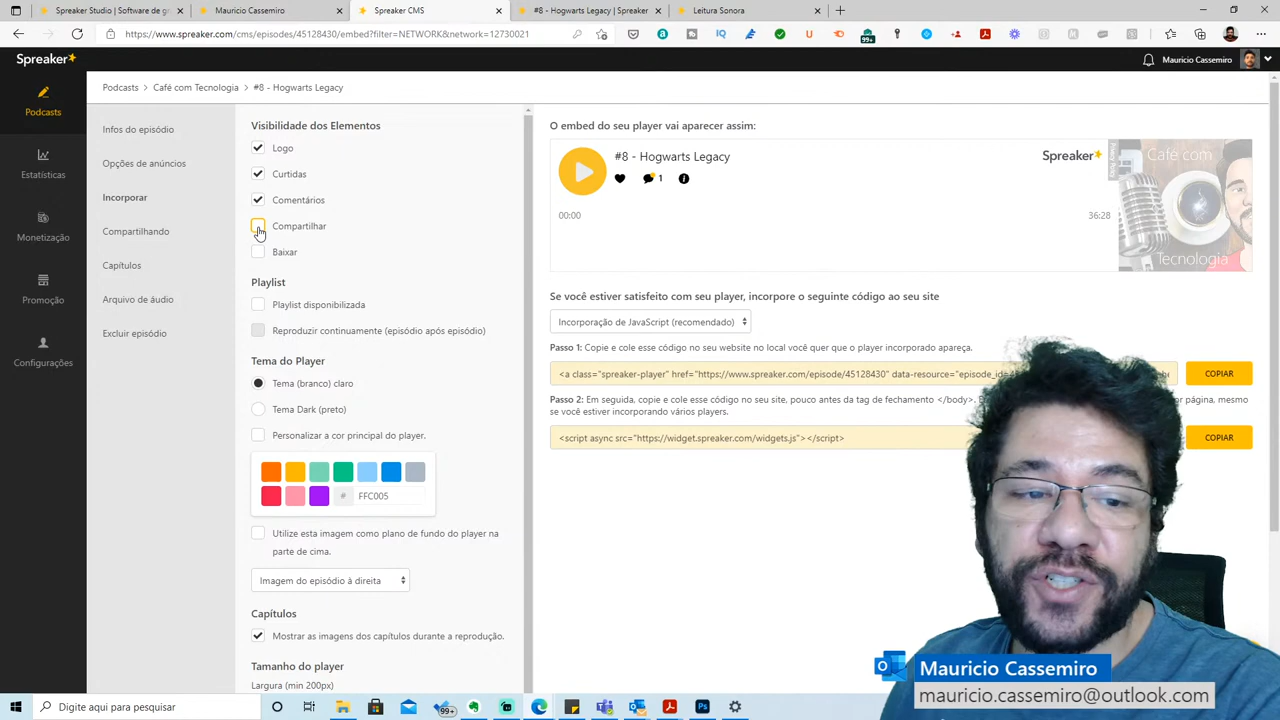 Spreaker Studio | Software de gr
Mauricio Cassemiro
Spreaker CMS
#8 - Hogwarts Legacy | Spreaker
Leitura Sonora
https://www.spreaker.com/cms/episodes/45128430/embed?filter=NETWORK&network=12730021
99+
Spreaker
Mauricio Cassemiro
Podcasts
Estatísticas
Monetização
Promoção
Configurações
Podcasts > Café com Tecnologia > #8 - Hogwarts Legacy
Infos do episódio
Opções de anúncios
Incorporar
Compartilhando
Capítulos
Arquivo de áudio
Excluir episódio
Visibilidade dos Elementos
Logo
Curtidas
Comentários
Compartilhar
Baixar
Playlist
Playlist disponibilizada
Reproduzir continuamente (episódio após episódio)
Tema do Player
Tema (branco) claro
Tema Dark (preto)
Personalizar a cor principal do player.
# FFC005
Utilize esta imagem como plano de fundo do player na
parte de cima.
Imagem do episódio à direita
Capítulos
Mostrar as imagens dos capítulos durante a reprodução.
Tamanho do player
Largura (min 200px)
O embed do seu player vai aparecer assim:
#8 - Hogwarts Legacy
1
Spreaker
00:00
36:28
Privacy Policy
Café com
Tecnologia
Se você estiver satisfeito com seu player, incorpore o seguinte código ao seu site
Incorporação de JavaScript (recomendado)
Passo 1: Copie e cole esse código no seu website no local você quer que o player incorporado apareça.
<a class="spreaker-player" href="https://www.spreaker.com/episode/45128430" data-resource="episode_id=
COPIAR
Passo 2: Em seguida, copie e cole esse código no seu site, pouco antes da tag de fechamento </body>.
por página, mesmo
se você estiver incorporando vários players.
<script async src="https://widget.spreaker.com/widgets.js"></script>
COPIAR
Mauricio Cassemiro
mauricio.cassemiro@outlook.com
Digite aqui para pesquisar
99+